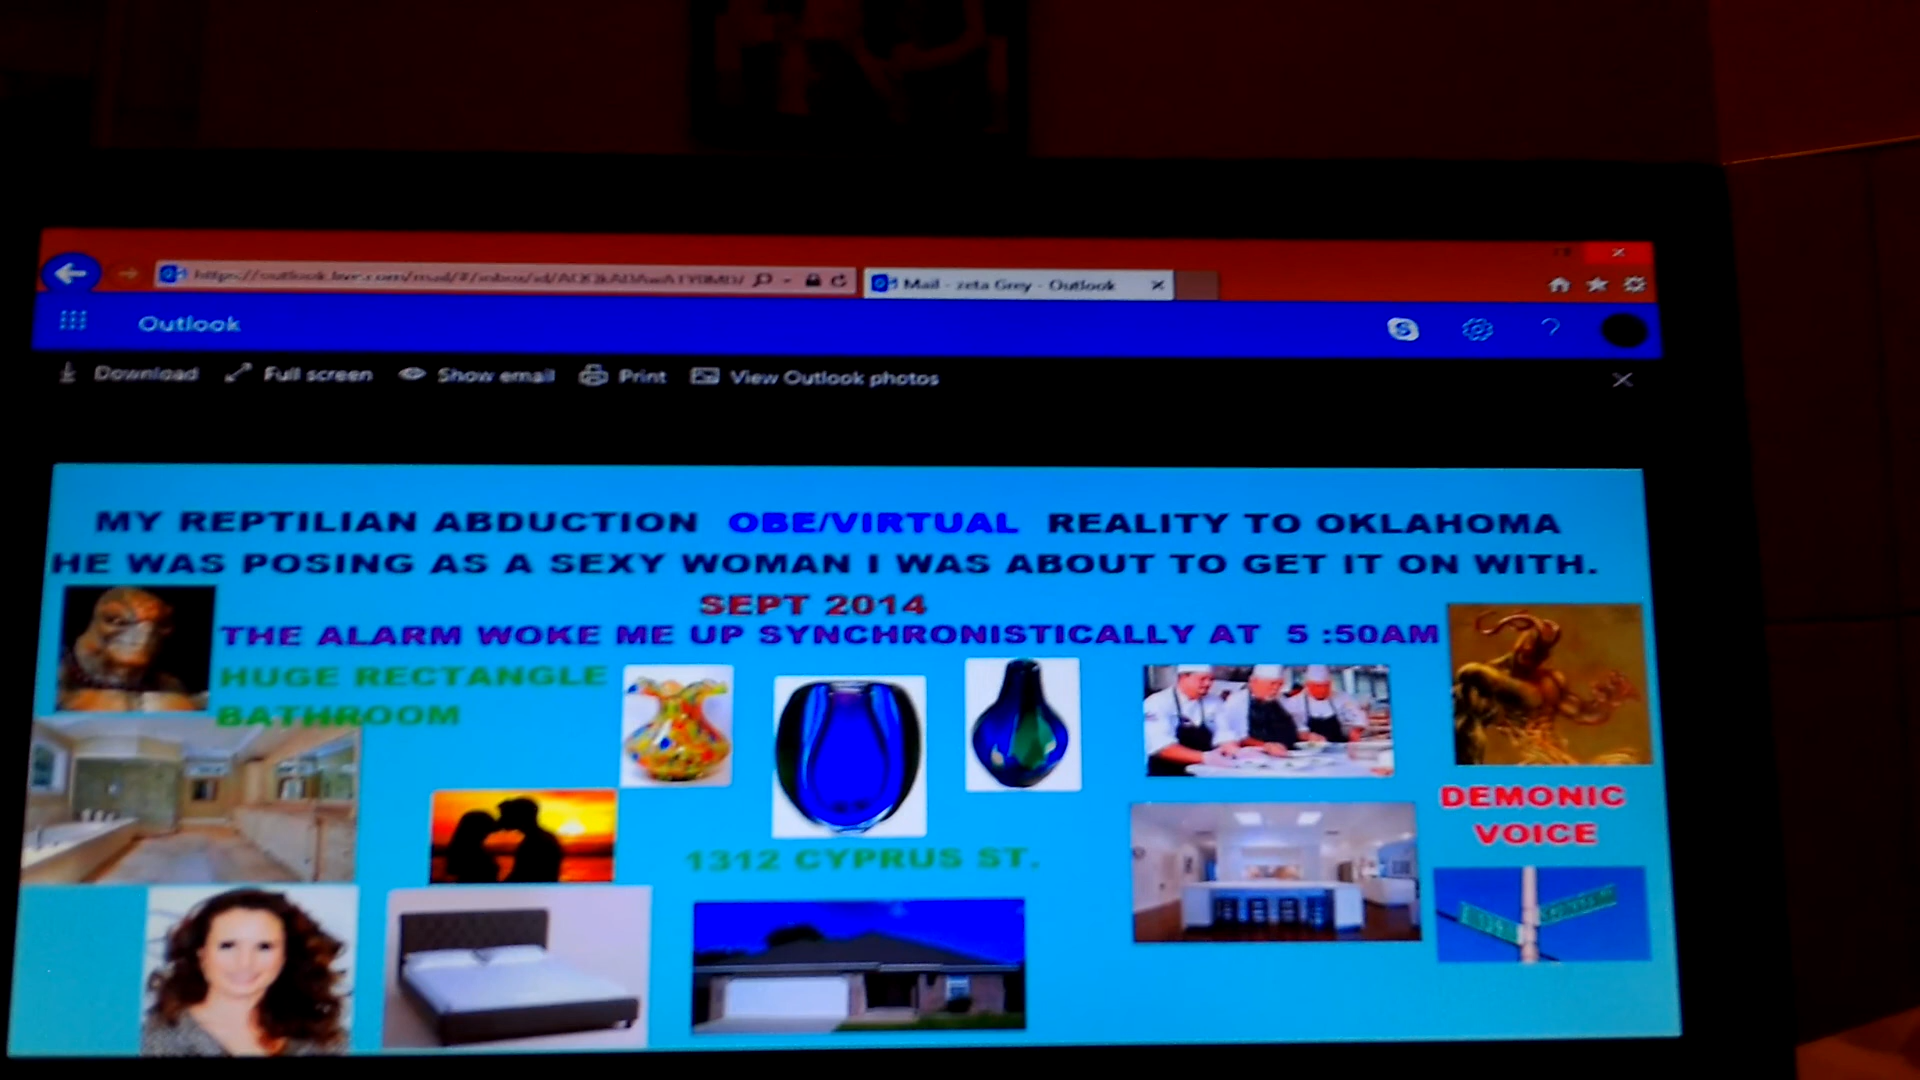 Mail - zeta Grey - Outlook
Outlook
Download Full screen Show email Print View Outlook photos
MY REPTILIAN ABDUCTION OBE/VIRTUAL REALITY TO OKLAHOMA
HE WAS POSING AS A SEXY WOMAN I WAS ABOUT TO GET IT ON WITH.
SEPT 2014
THE ALARM WOKE ME UP SYNCHRONISTICALLY AT 5 :50AM
HUGE RECTANGLE
BATHROOM
DEMONIC
VOICE
1312 CYPRUS ST.